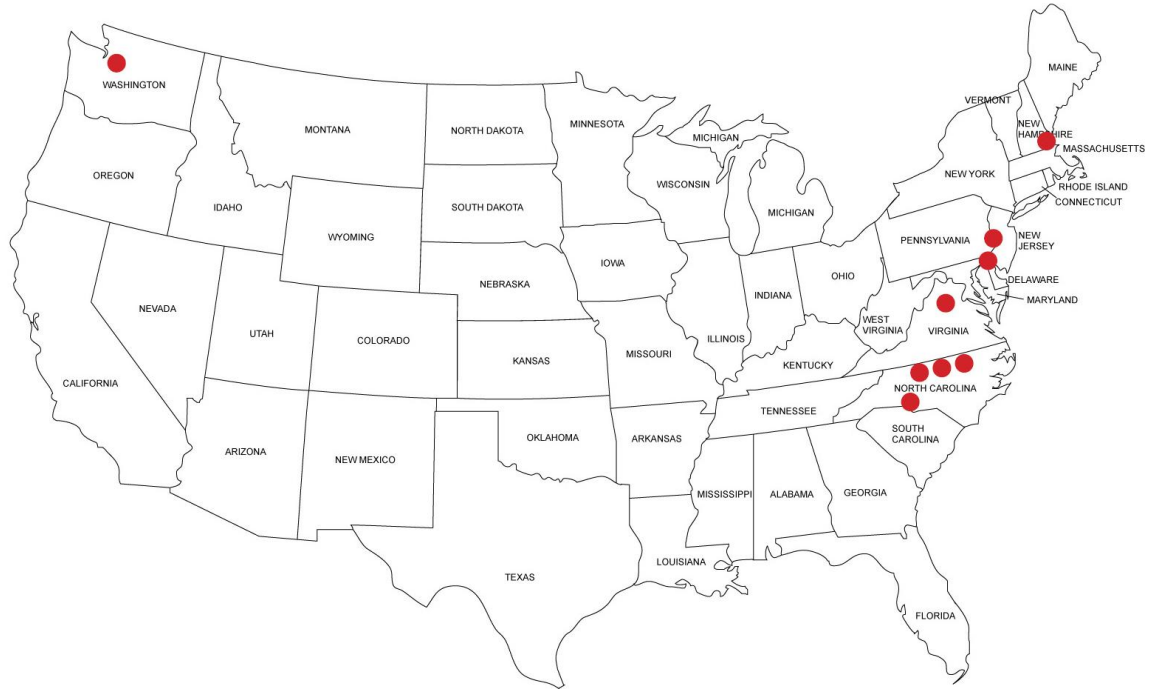 MAINE
WASHINGTON
VERMONT
NEW
HAMPSHIRE
MASSACHUSETTS
MONTANA
NORTH DAKOTA
MINNESOTA
MICHIGAN
OREGON
IDAHO
SOUTH DAKOTA
WISCONSIN
MICHIGAN
NEW YORK
RHODE ISLAND
CONNECTICUT
WYOMING
IOWA
PENNSYLVANIA
NEW
JERSEY
NEVADA
UTAH
COLORADO
NEBRASKA
ILLINOIS
INDIANA
OHIO
WEST
VIRGINIA
VIRGINIA
DELAWARE
MARYLAND
CALIFORNIA
KANSAS
MISSOURI
KENTUCKY
NORTH CAROLINA
TENNESSEE
SOUTH
CAROLINA
ARIZONA
NEW MEXICO
OKLAHOMA
ARKANSAS
MISSISSIPPI
ALABAMA
GEORGIA
TEXAS
LOUISIANA
FLORIDA